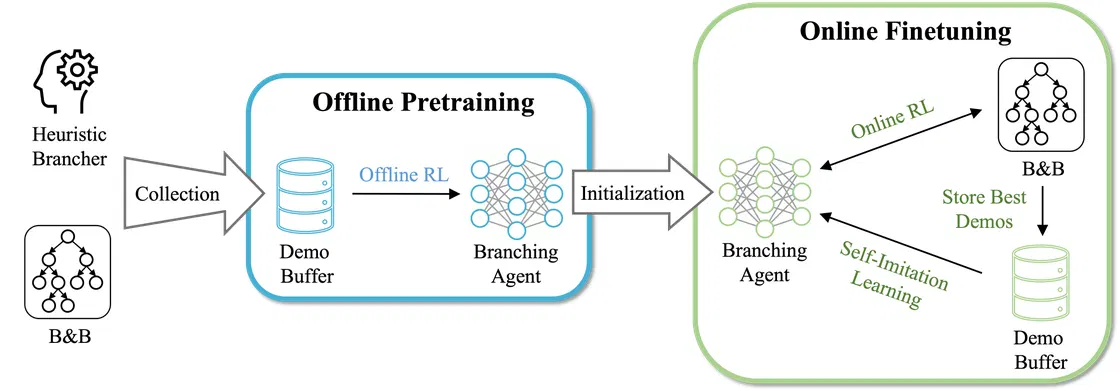 Heuristic
Brancher
B&B
Collection
Offline Pretraining
Demo
Buffer
Offline RL
Branching
Agent
Initialization
Online Finetuning
Branching
Agent
Online RL
B&B
Store Best
Demos
Self-Imitation
Learning
Demo
Buffer